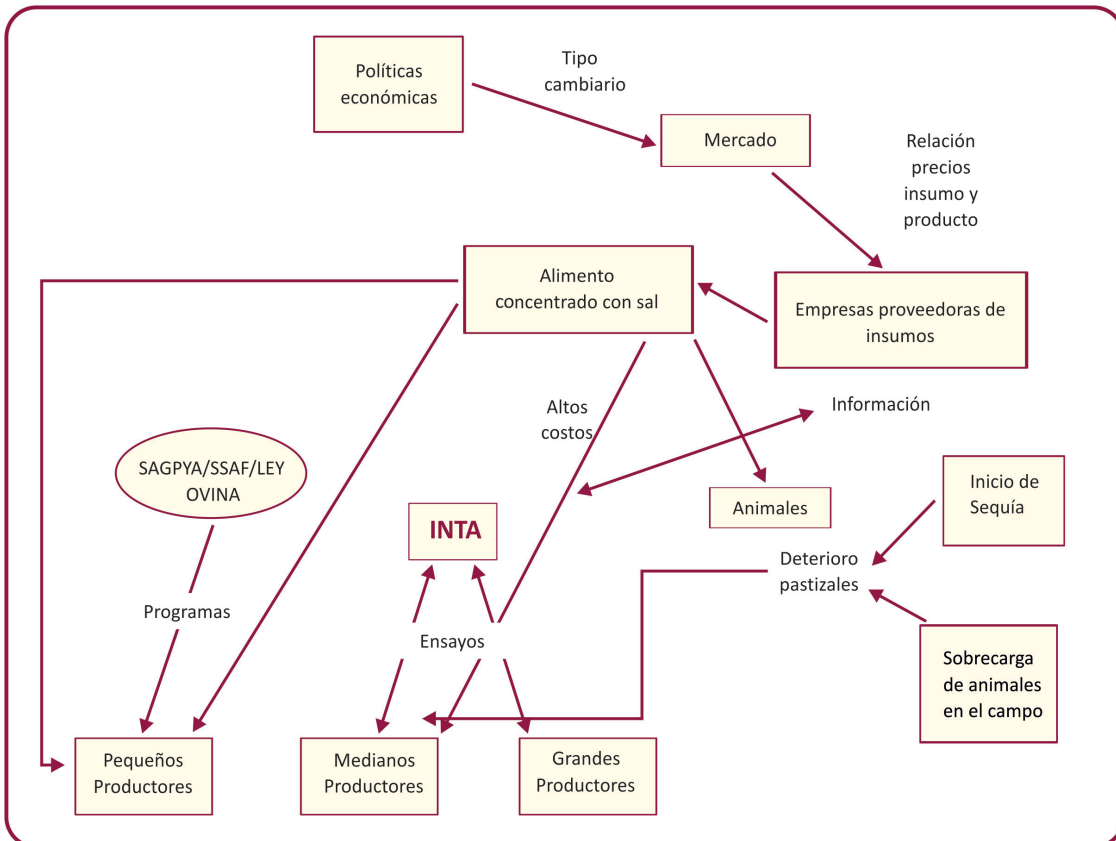 Políticas
económicas
Tipo
cambiario
Mercado
Relación
precios
insumo y
producto
Alimento
concentrado con sal
Empresas proveedoras de
insumos
Altos
costos
Información
SAGPYA/SSAF/LEY
OVINA
INTA
Animales
Inicio de
Sequía
Deterioro
pastizales
Programas
Ensayos
Sobrecarga
de animales
en el campo
Pequeños
Productores
Medianos
Productores
Grandes
Productores